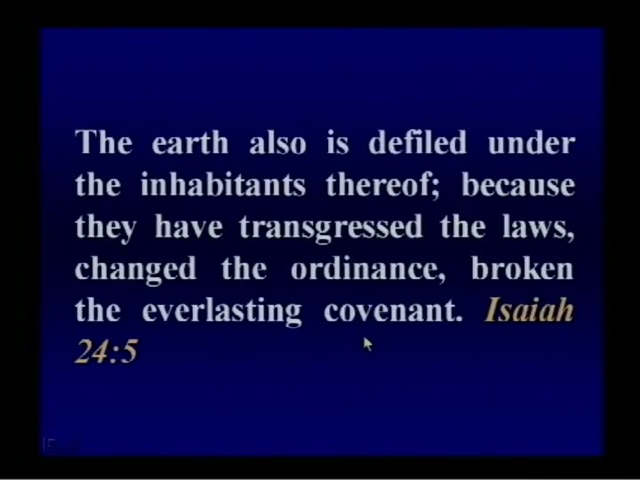 The earth also is defiled under
the inhabitants thereof; because
they have transgressed the laws,
changed the ordinance, broken
the everlasting covenant. Isaiah
24:5